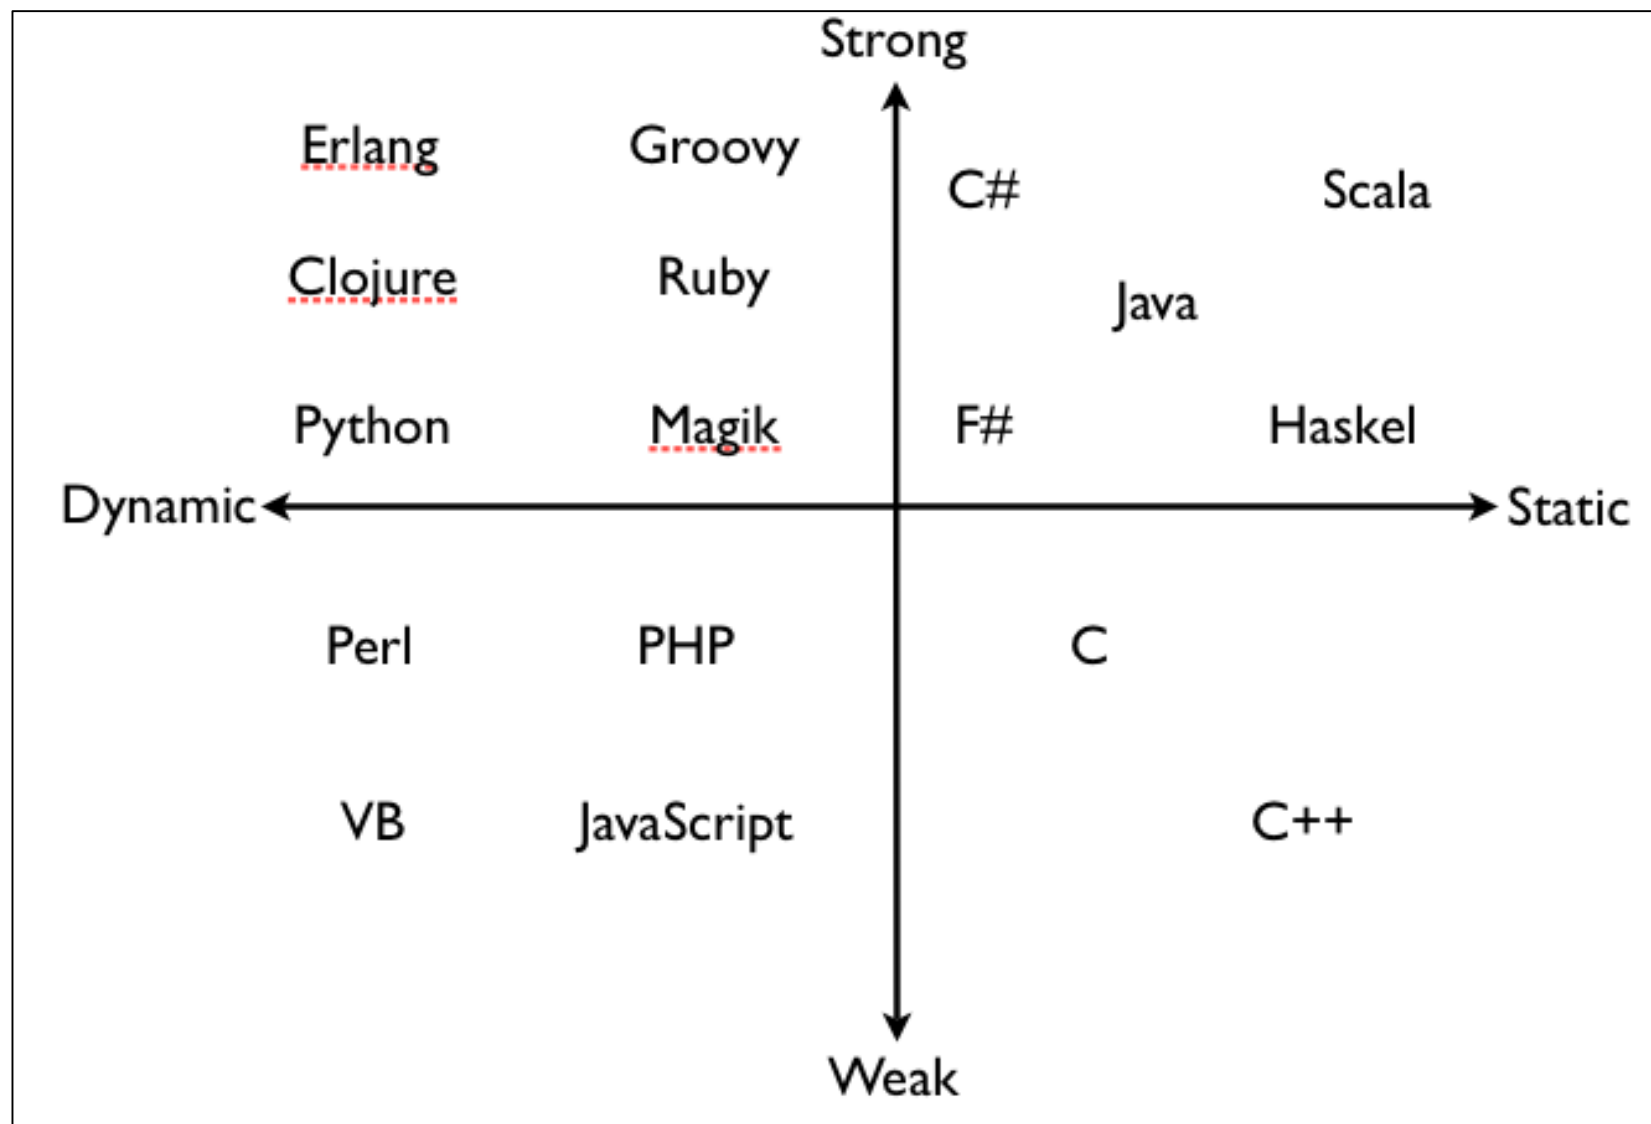 Strong
Erlang Groovy
C# Scala
Clojure Ruby
Java
Python Magik F# Haskel
Dynamic Static
Perl PHP C
VB JavaScript C++
Weak